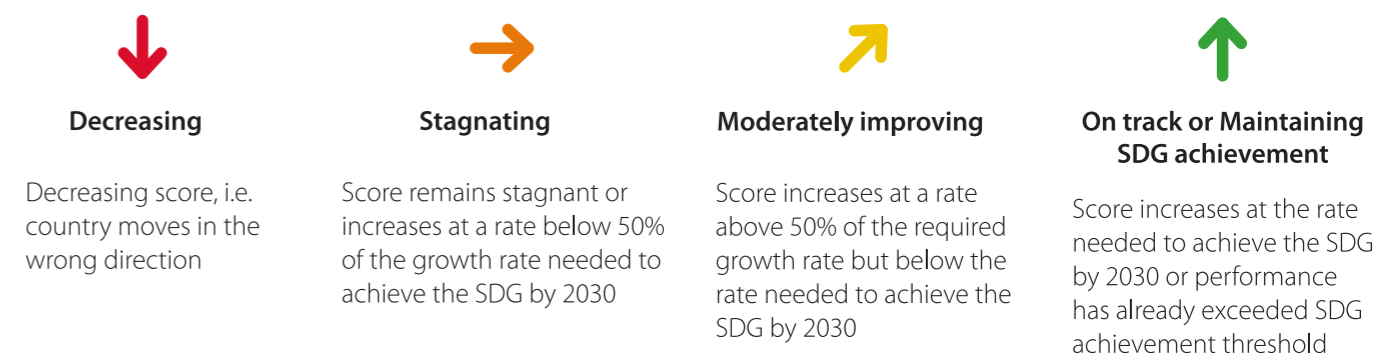 Decreasing
Decreasing score, i.e.
country moves in the
wrong direction
Stagnating
Score remains stagnant or
increases at a rate below 50%
of the growth rate needed to
achieve the SDG by 2030
Moderately improving
Score increases at a rate
above 50% of the required
growth rate but below the
rate needed to achieve the
SDG by 2030
On track or Maintaining
SDG achievement
Score increases at the rate
needed to achieve the SDG
by 2030 or performance
has already exceeded SDG
achievement threshold